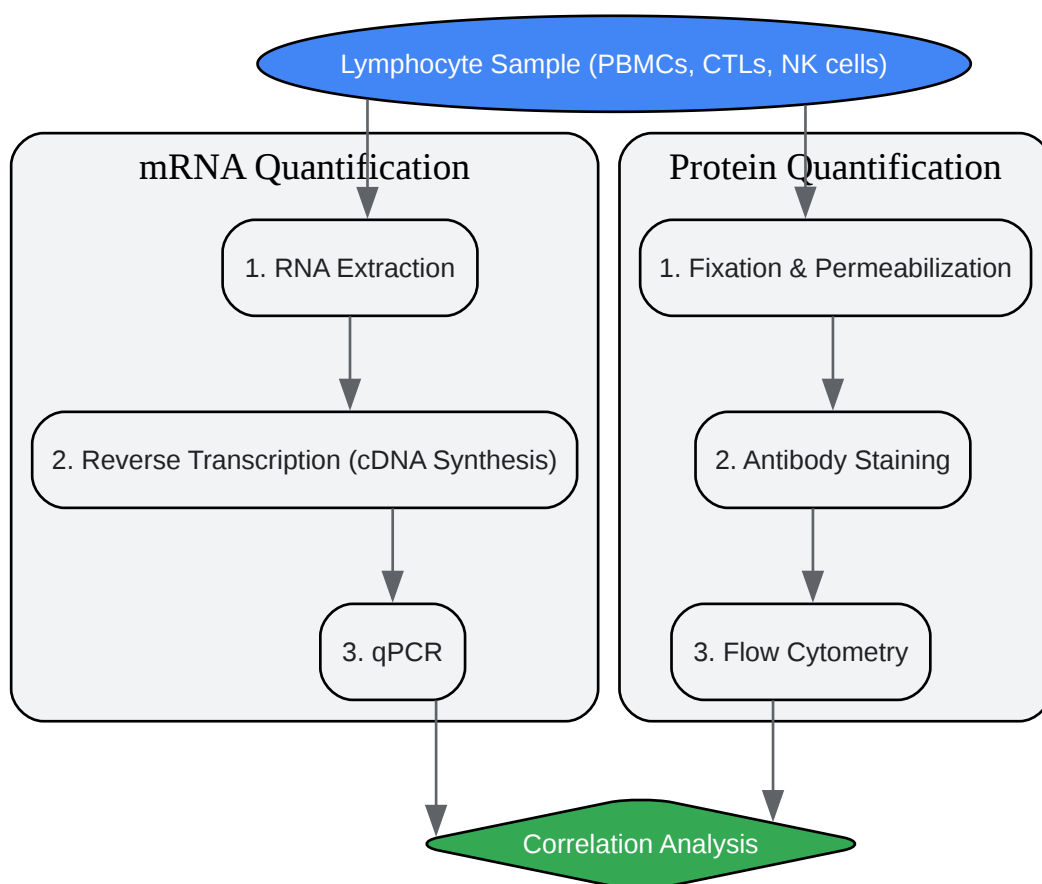 Lymphocyte Sample (PBMCs, CTLs, NK cells)
mRNA Quantification
1. RNA Extraction
2. Reverse Transcription (cDNA Synthesis)
3. qPCR
Protein Quantification
1. Fixation & Permeabilization
2. Antibody Staining
3. Flow Cytometry
Correlation Analysis